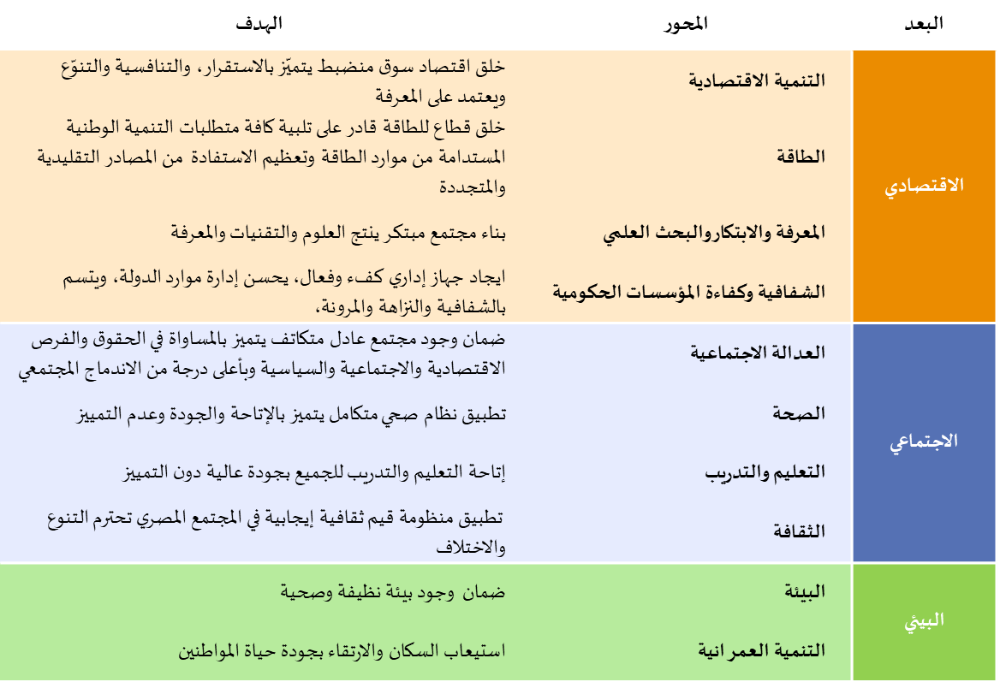 البعد
المحور
الهدف
الاقتصادي
التنمية الاقتصادية
خلق اقتصاد سوق منضبط يتميّز بالاستقرار، والتنافسية والتنوّع
ويعتمد على المعرفة
الطاقة
خلق قطاع للطاقة قادر على تلبية كافة متطلبات التنمية الوطنية
المستدامة من موارد الطاقة وتعظيم الاستفادة من المصادر التقليدية
والمتجددة
المعرفة والابتكار والبحث العلمي
بناء مجتمع مبتكر ينتج العلوم والتقنيات والمعرفة
الشفافية وكفاءة المؤسسات الحكومية
ايجاد جهاز إداري كفء وفعال، يحسن إدارة موارد الدولة، ويتسم
بالشفافية والنزاهة والمرونة،
الاجتماعي
العدالة الاجتماعية
ضمان وجود مجتمع عادل متكاتف يتميز بالمساواة في الحقوق والفرص
الاقتصادية والاجتماعية والسياسية وبأعلى درجة من الاندماج المجتمعي
الصحة
تطبيق نظام صحي متكامل يتميز بالإتاحة والجودة وعدم التمييز
التعليم والتدريب
إتاحة التعليم والتدريب للجميع بجودة عالية دون التمييز
الثقافة
تطبيق منظومة قيم ثقافية إيجابية في المجتمع المصري تحترم التنوع
والاختلاف
البيئي
البيئة
ضمان وجود بيئة نظيفة وصحية
التنمية العمرانية
استيعاب السكان والارتقاء بجودة حياة المواطنين